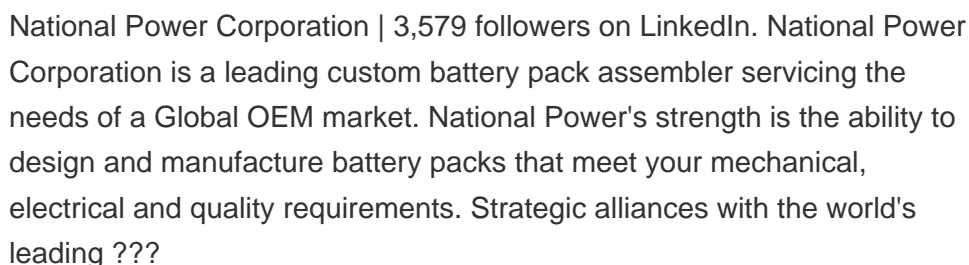 National Power Corporation | 3,579 followers on LinkedIn. National Power
Corporation is a leading custom battery pack assembler servicing the
needs of a Global OEM market. National Power's strength is the ability to
design and manufacture battery packs that meet your mechanical,
electrical and quality requirements. Strategic alliances with the world's
leading ???